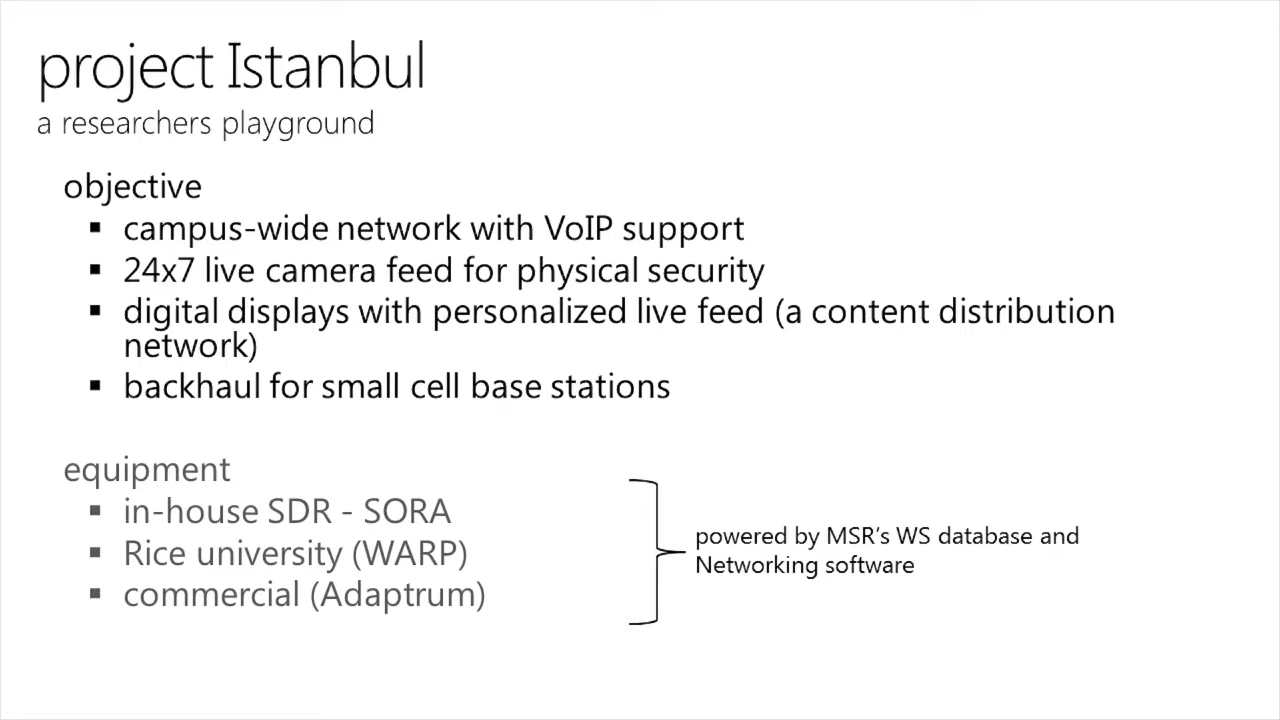 project Istanbul
a researchers playground
objective
▪ campus-wide network with VoIP support
▪ 24x7 live camera feed for physical security
▪ digital displays with personalized live feed (a content distribution
network)
▪ backhaul for small cell base stations
equipment
▪ in-house SDR - SORA
▪ Rice university (WARP)
▪ commercial (Adaptrum)
powered by MSR's WS database and
Networking software